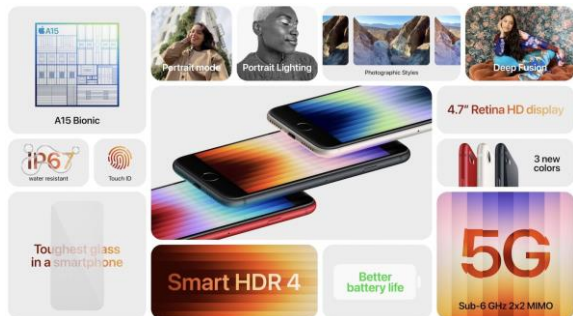 A15
A15 Bionic
Portrait mode
Portrait Lighting
Photographic Styles
Deep Fusion
4.7" Retina HD display
IP67
water resistant
Touch ID
3 new
colors
Toughest glass
in a smartphone
Smart HDR 4
Better
battery life
5G
Sub-6 GHz 2x2 MIMO